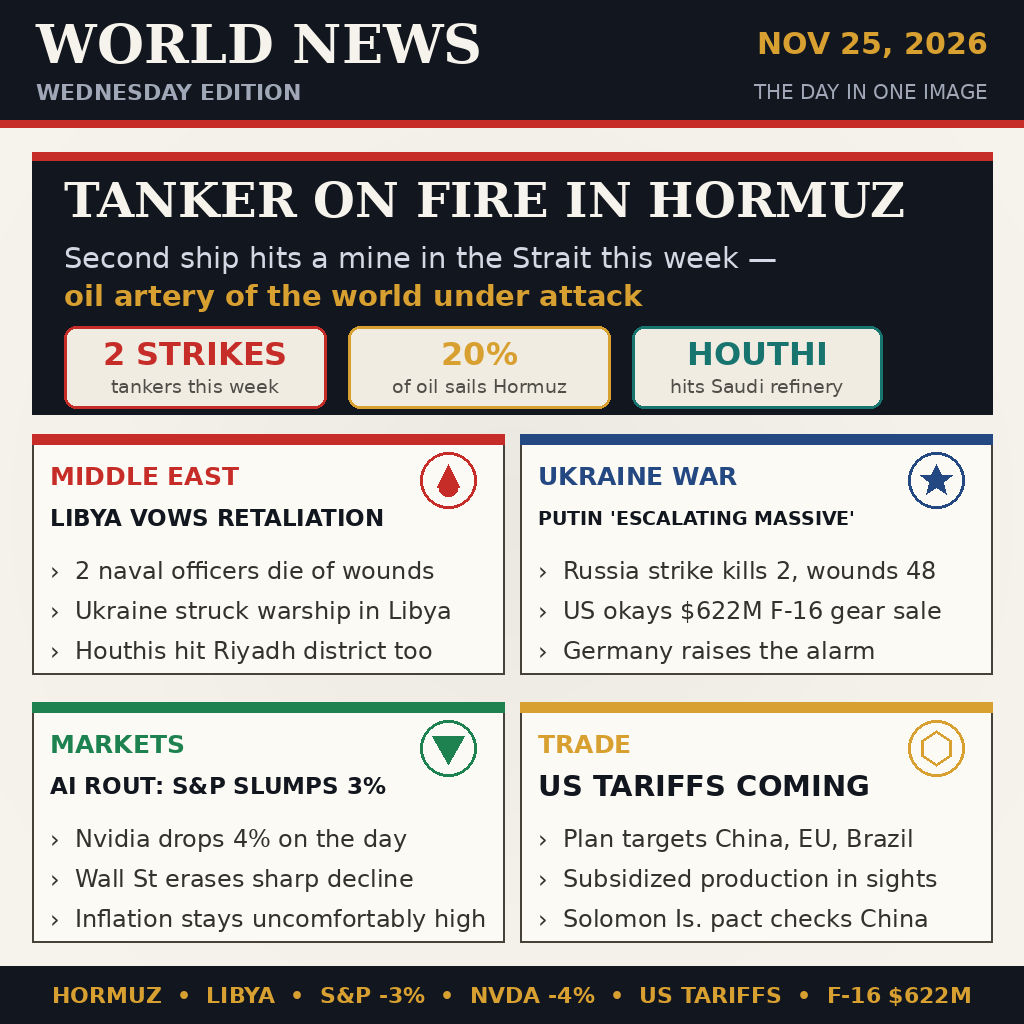 WORLD NEWS
NOV 25, 2026
WEDNESDAY EDITION
THE DAY IN ONE IMAGE
TANKER ON FIRE IN HORMUZ
Second ship hits a mine in the Strait this week —
oil artery of the world under attack
2 STRIKES
tankers this week
20%
of oil sails Hormuz
HOUTHI
hits Saudi refinery
MIDDLE EAST
LIBYA VOWS RETALIATION
› 2 naval officers die of wounds
› Ukraine struck warship in Libya
› Houthis hit Riyadh district too
UKRAINE WAR
PUTIN 'ESCALATING MASSIVE'
› Russia strike kills 2, wounds 48
› US okays $622M F-16 gear sale
› Germany raises the alarm
MARKETS
AI ROUT: S&P SLUMPS 3%
› Nvidia drops 4% on the day
› Wall St erases sharp decline
› Inflation stays uncomfortably high
TRADE
US TARIFFS COMING
› Plan targets China, EU, Brazil
› Subsidized production in sights
› Solomon Is. pact checks China
HORMUZ • LIBYA • S&P -3% • NVDA -4% • US TARIFFS • F-16 $622M